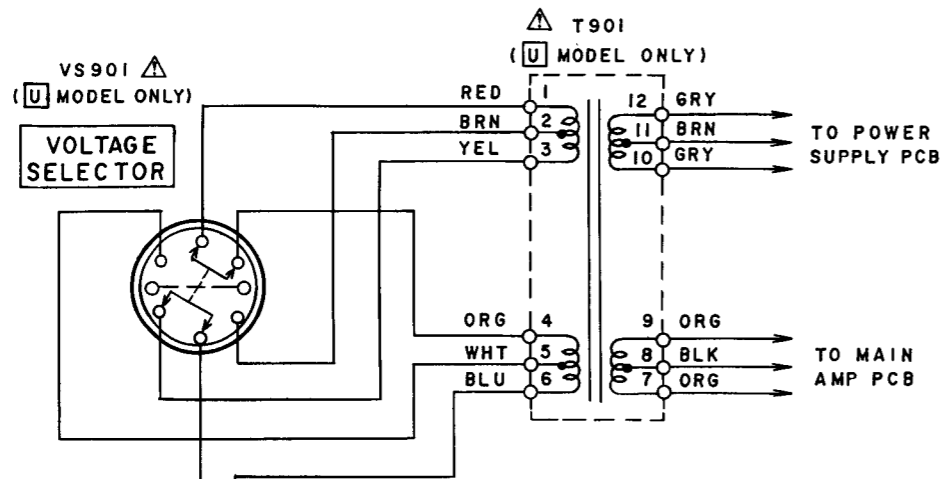 ⚠ T901
(U MODEL ONLY)
VS901 ⚠
(U MODEL ONLY)
VOLTAGE
SELECTOR
RED 1
BRN 2
YEL 3
12 GRY
11 BRN
10 GRY
TO POWER
SUPPLY PCB
ORG 4
WHT 5
BLU 6
9 ORG
8 BLK
7 ORG
TO MAIN
AMP PCB